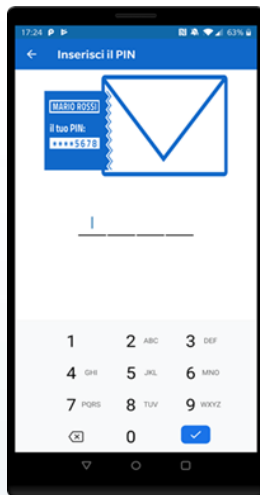 17:24 63%
Inserisci il PIN
MARIO ROSSI
il tuo PIN:
****5678
1 2 ABC 3 DEF
4 GHI 5 JKL 6 MNO
7 PQRS 8 TUV 9 WXYZ
0